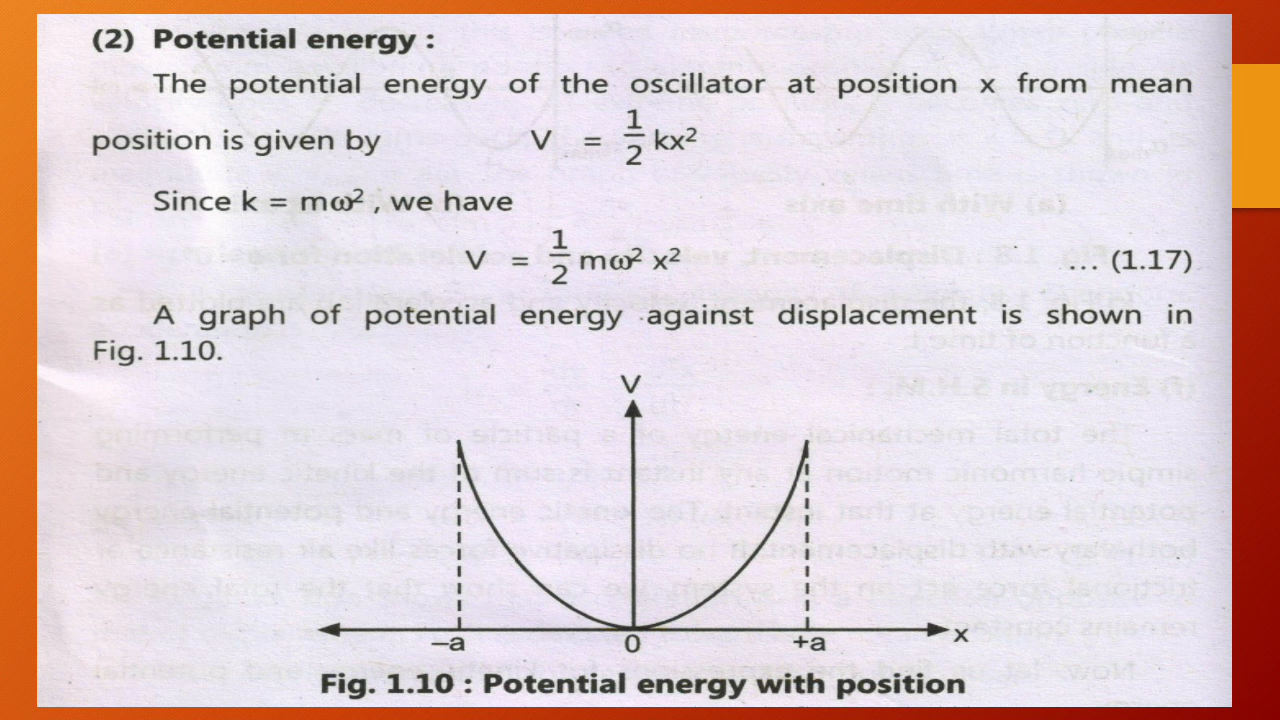 (2) Potential energy :
The potential energy of the oscillator at position x from mean
position is given by V = 1/2 kx²
Since k = mω² , we have
V = 1/2 mω² x² ... (1.17)
A graph of potential energy against displacement is shown in
Fig. 1.10.
V
–a 0 +a x
Fig. 1.10 : Potential energy with position